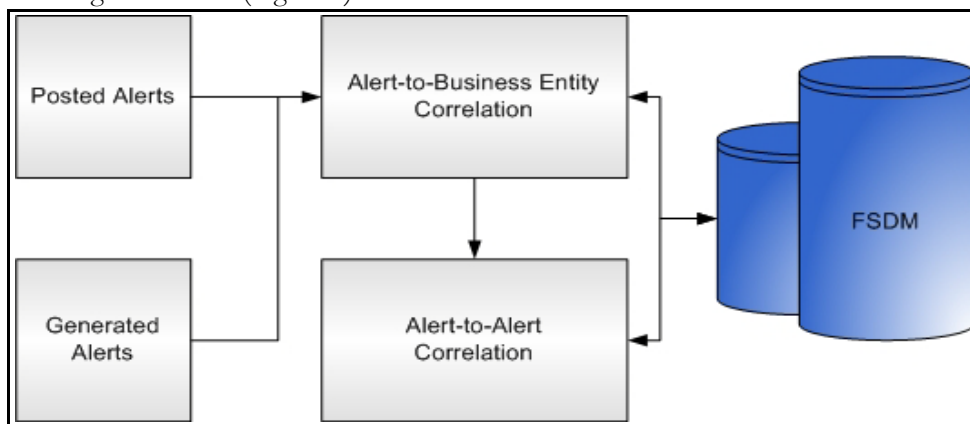 Posted Alerts
Alert-to-Business Entity
Correlation
FSDM
Generated
Alerts
Alert-to-Alert
Correlation